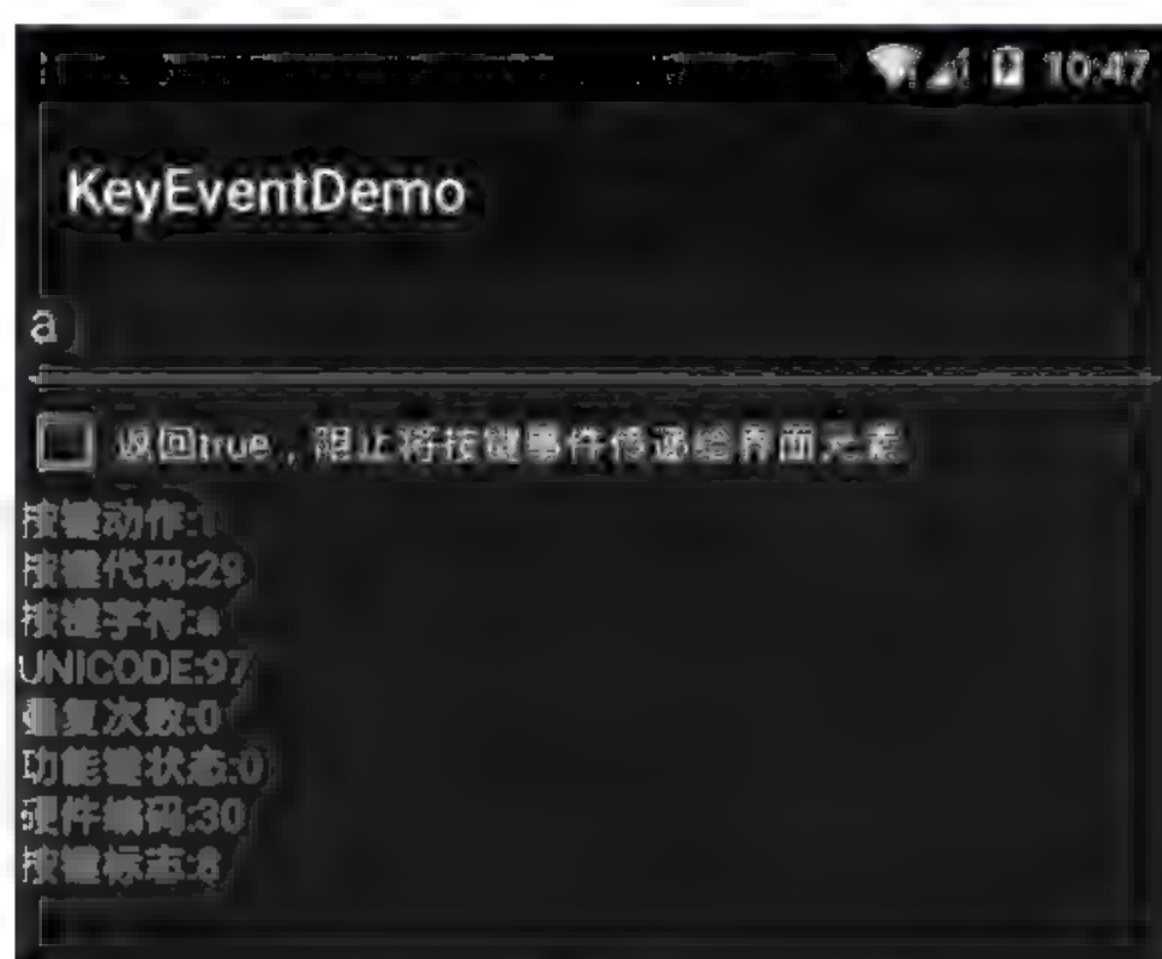 10:47
KeyEventDemo
a
返回true，阻止将按键事件传递给界面元素
按键动作:1
按键代码:29
按键字符:a
UNICODE:97
重复次数:0
功能键状态:0
硬件编码:30
按键标志:8